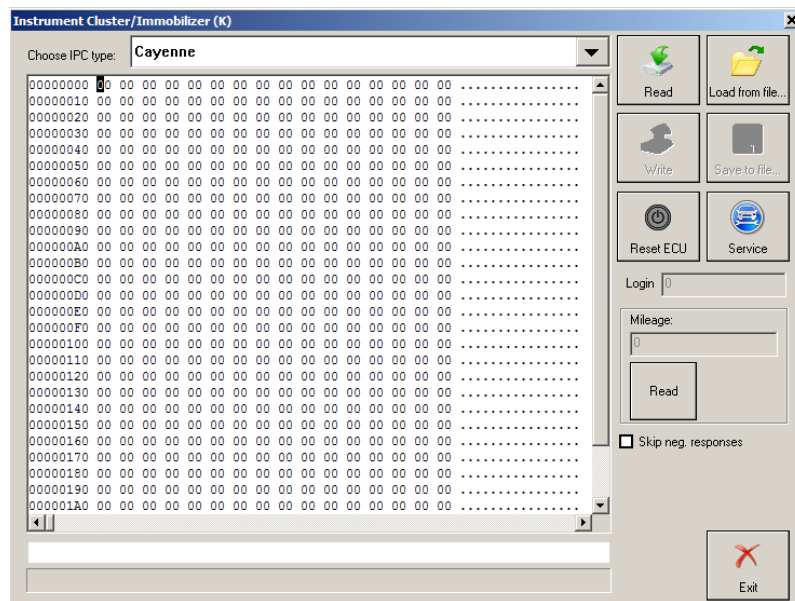 Instrument Cluster/Immobilizer (K)
Choose IPC type: Cayenne
00000000 00 00 00 00 00 00 00 00 00 00 00 00 00 00 00 00 ................
00000010 00 00 00 00 00 00 00 00 00 00 00 00 00 00 00 00 ................
00000020 00 00 00 00 00 00 00 00 00 00 00 00 00 00 00 00 ................
00000030 00 00 00 00 00 00 00 00 00 00 00 00 00 00 00 00 ................
00000040 00 00 00 00 00 00 00 00 00 00 00 00 00 00 00 00 ................
00000050 00 00 00 00 00 00 00 00 00 00 00 00 00 00 00 00 ................
00000060 00 00 00 00 00 00 00 00 00 00 00 00 00 00 00 00 ................
00000070 00 00 00 00 00 00 00 00 00 00 00 00 00 00 00 00 ................
00000080 00 00 00 00 00 00 00 00 00 00 00 00 00 00 00 00 ................
00000090 00 00 00 00 00 00 00 00 00 00 00 00 00 00 00 00 ................
000000A0 00 00 00 00 00 00 00 00 00 00 00 00 00 00 00 00 ................
000000B0 00 00 00 00 00 00 00 00 00 00 00 00 00 00 00 00 ................
000000C0 00 00 00 00 00 00 00 00 00 00 00 00 00 00 00 00 ................
000000D0 00 00 00 00 00 00 00 00 00 00 00 00 00 00 00 00 ................
000000E0 00 00 00 00 00 00 00 00 00 00 00 00 00 00 00 00 ................
000000F0 00 00 00 00 00 00 00 00 00 00 00 00 00 00 00 00 ................
00000100 00 00 00 00 00 00 00 00 00 00 00 00 00 00 00 00 ................
00000110 00 00 00 00 00 00 00 00 00 00 00 00 00 00 00 00 ................
00000120 00 00 00 00 00 00 00 00 00 00 00 00 00 00 00 00 ................
00000130 00 00 00 00 00 00 00 00 00 00 00 00 00 00 00 00 ................
00000140 00 00 00 00 00 00 00 00 00 00 00 00 00 00 00 00 ................
00000150 00 00 00 00 00 00 00 00 00 00 00 00 00 00 00 00 ................
00000160 00 00 00 00 00 00 00 00 00 00 00 00 00 00 00 00 ................
00000170 00 00 00 00 00 00 00 00 00 00 00 00 00 00 00 00 ................
00000180 00 00 00 00 00 00 00 00 00 00 00 00 00 00 00 00 ................
00000190 00 00 00 00 00 00 00 00 00 00 00 00 00 00 00 00 ................
000001A0 00 00 00 00 00 00 00 00 00 00 00 00 00 00 00 00 ................
Read
Load from file...
Write
Save to file...
Reset ECU
Service
Login 0
Mileage:
0
Read
Skip neg. responses
Exit